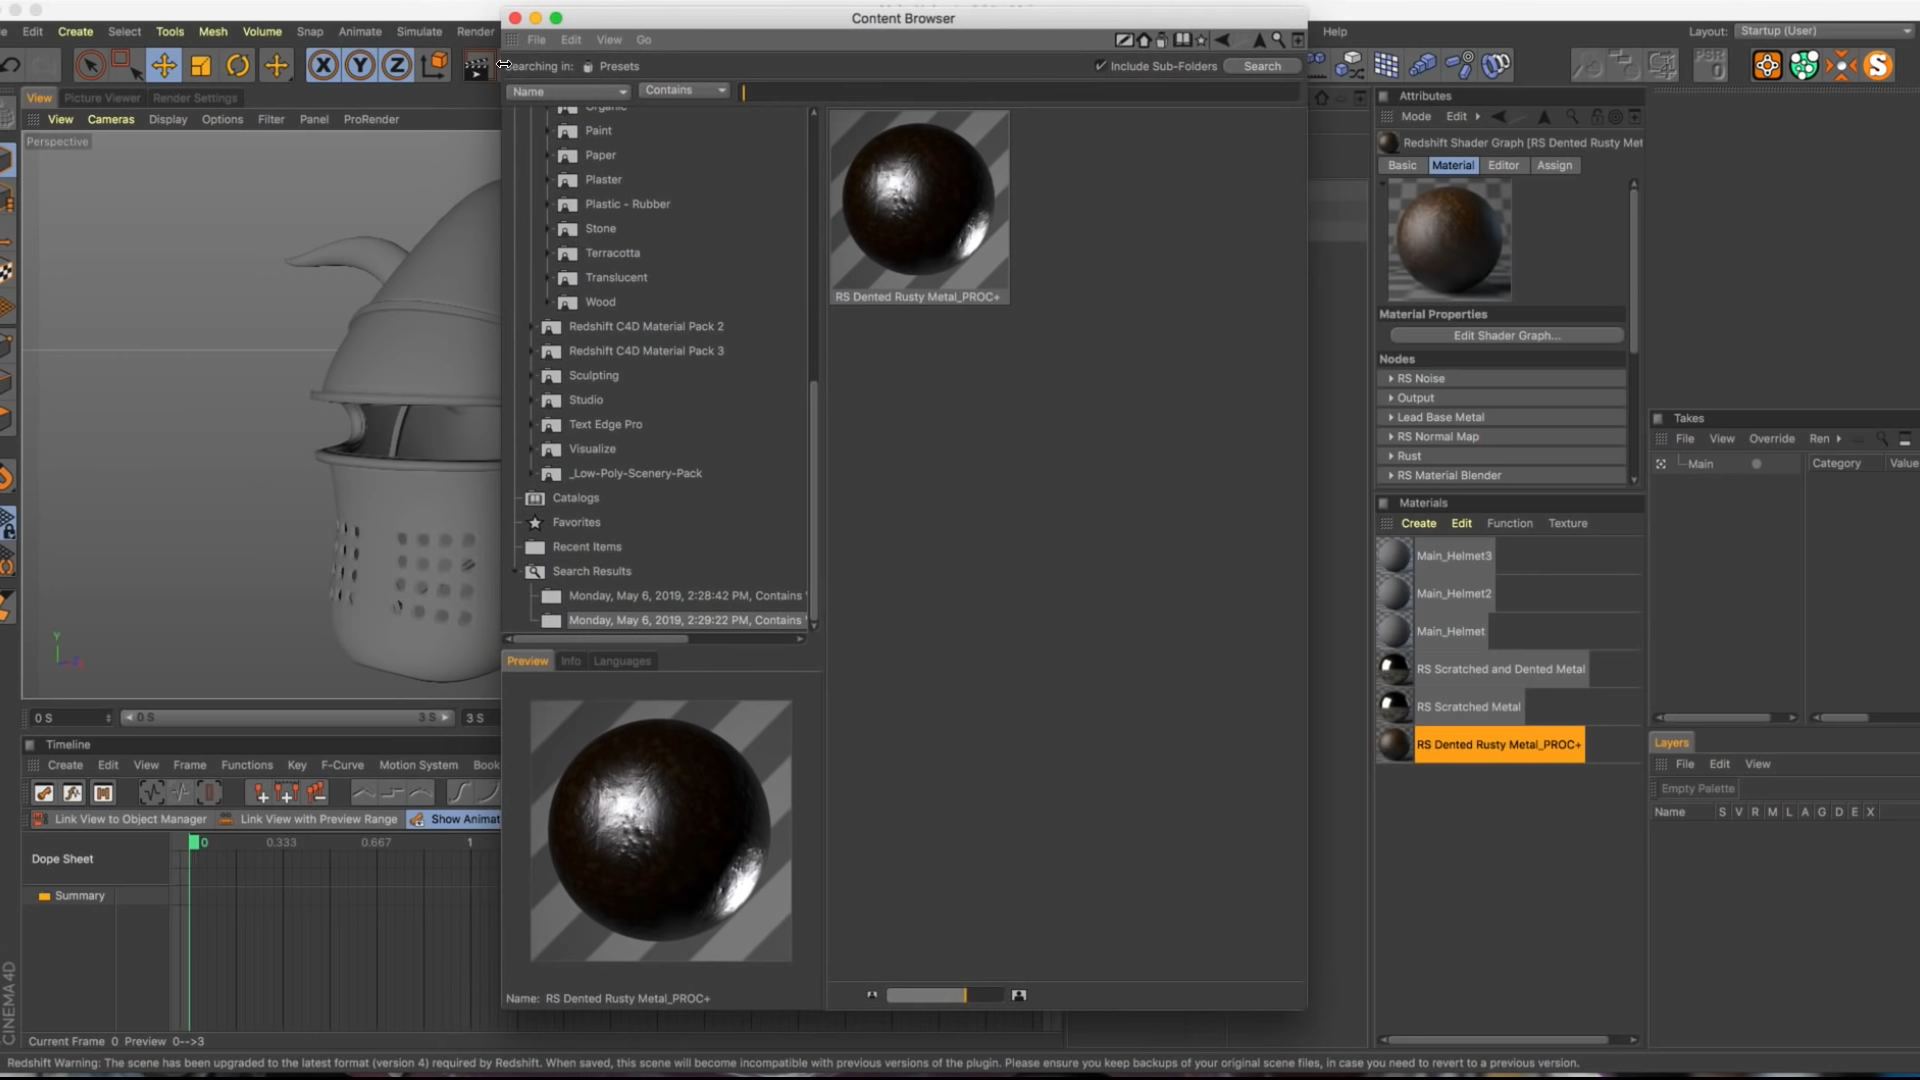 Content Browser
Edit Create Select Tools Mesh Volume Snap Animate Simulate Render
File Edit View Go
Help
Layout: Startup (User)
X Y Z
PSR
0
Searching in: Presets
Include Sub-Folders Search
Name Contains
View Picture Viewer Render Settings
View Cameras Display Options Filter Panel ProRender
Perspective
Organic
Paint
Paper
Plaster
Plastic - Rubber
Stone
Terracotta
Translucent
Wood
Redshift C4D Material Pack 2
Redshift C4D Material Pack 3
Sculpting
Studio
Text Edge Pro
Visualize
_Low-Poly-Scenery-Pack
Catalogs
Favorites
Recent Items
Search Results
Monday, May 6, 2019, 2:28:42 PM, Contains '
Monday, May 6, 2019, 2:29:22 PM, Contains '
RS Dented Rusty Metal_PROC+
Preview Info Languages
Name: RS Dented Rusty Metal_PROC+
Attributes
Mode Edit
Redshift Shader Graph [RS Dented Rusty Met
Basic Material Editor Assign
Material Properties
Edit Shader Graph...
Nodes
RS Noise
Output
Lead Base Metal
RS Normal Map
Rust
RS Material Blender
Materials
Create Edit Function Texture
Main_Helmet3
Main_Helmet2
Main_Helmet
RS Scratched and Dented Metal
RS Scratched Metal
RS Dented Rusty Metal_PROC+
Takes
File View Override Ren
Main
Category Value
Layers
File Edit View
Empty Palette
Name S V R M L A G D E X
Y
0 S 0 S 3 S 3 S
Timeline
Create Edit View Frame Functions Key F-Curve Motion System Book
Link View to Object Manager Link View with Preview Range Show Animat
0 0.333 0.667 1
Dope Sheet
Summary
CINEMA 4D
Current Frame 0 Preview 0-->3
Redshift Warning: The scene has been upgraded to the latest format (version 4) required by Redshift. When saved, this scene will become incompatible with previous versions of the plugin. Please ensure you keep backups of your original scene files, in case you need to revert to a previous version.